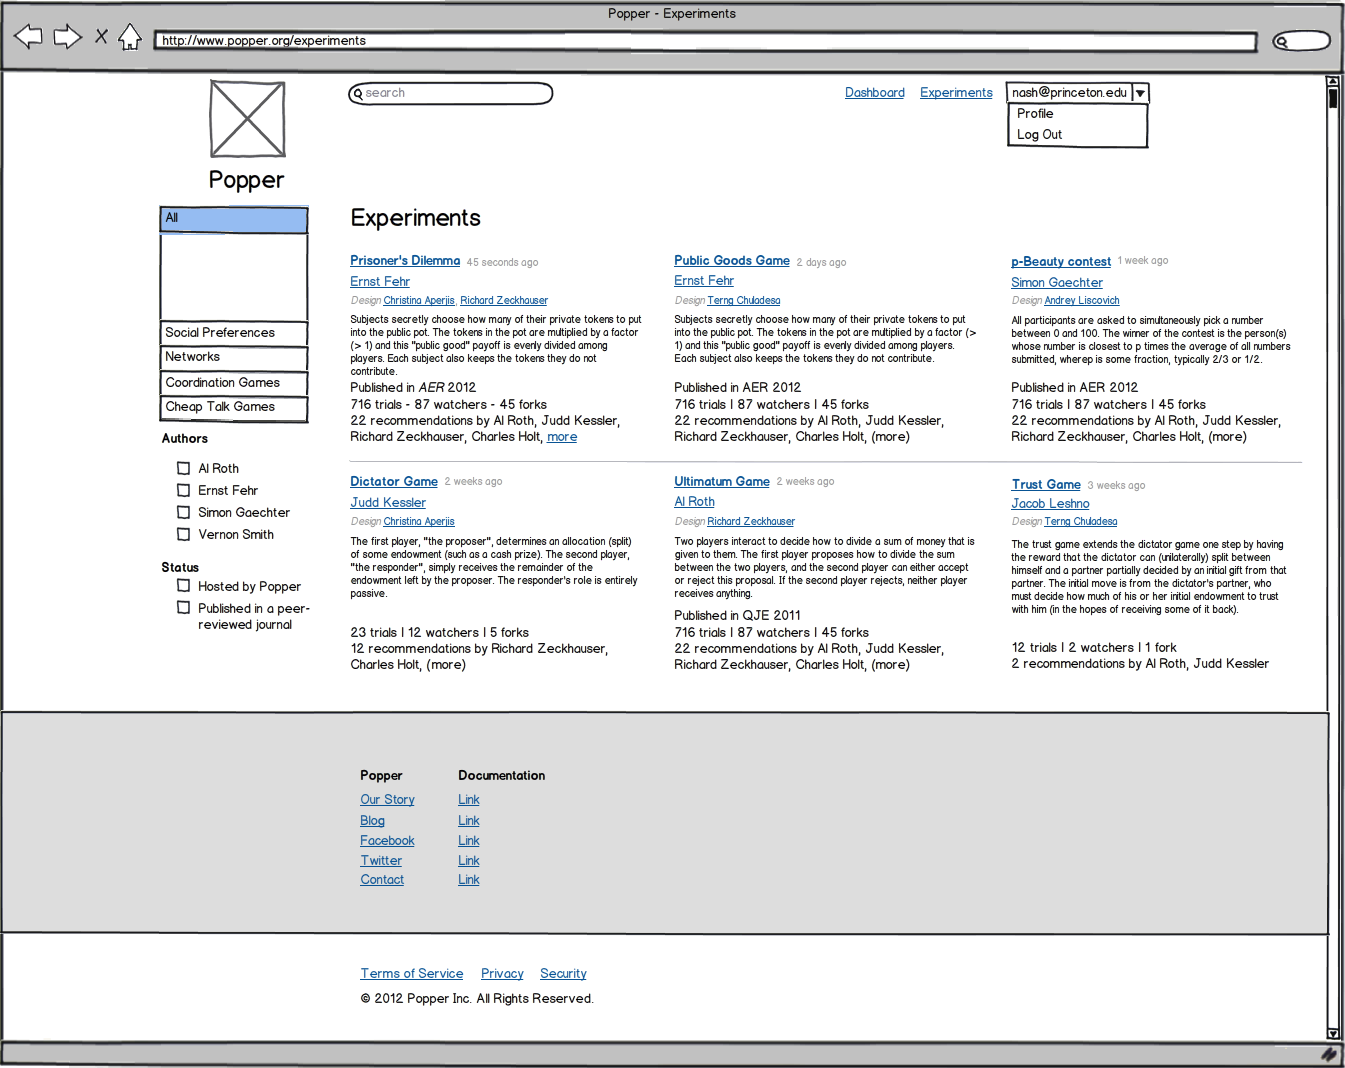 Popper - Experiments
http://www.popper.org/experiments
search
Dashboard
Experiments
nash@princeton.edu
Profile
Log Out
Popper
All
Social Preferences
Networks
Coordination Games
Cheap Talk Games
Authors
Al Roth
Ernst Fehr
Simon Gaechter
Vernon Smith
Status
Hosted by Popper
Published in a peer-
reviewed journal
Experiments
Prisoner's Dilemma 45 seconds ago
Ernst Fehr
Design Christina Aperjis, Richard Zeckhauser
Subjects secretly choose how many of their private tokens to put
into the public pot. The tokens in the pot are multiplied by a factor
(> 1) and this "public good" payoff is evenly divided among
players. Each subject also keeps the tokens they do not
contribute.
Published in AER 2012
716 trials - 87 watchers - 45 forks
22 recommendations by Al Roth, Judd Kessler,
Richard Zeckhauser, Charles Holt, more
Public Goods Game 2 days ago
Ernst Fehr
Design Terng Chuladesa
Subjects secretly choose how many of their private tokens to put
into the public pot. The tokens in the pot are multiplied by a factor (>
1) and this "public good" payoff is evenly divided among players.
Each subject also keeps the tokens they do not contribute.
Published in AER 2012
716 trials | 87 watchers | 45 forks
22 recommendations by Al Roth, Judd Kessler,
Richard Zeckhauser, Charles Holt, (more)
p-Beauty contest 1 week ago
Simon Gaechter
Design Andrey Liscovich
All participants are asked to simultaneously pick a number
between 0 and 100. The winner of the contest is the person(s)
whose number is closest to p times the average of all numbers
submitted, wherep is some fraction, typically 2/3 or 1/2.
Published in AER 2012
716 trials | 87 watchers | 45 forks
22 recommendations by Al Roth, Judd Kessler,
Richard Zeckhauser, Charles Holt, (more)
Dictator Game 2 weeks ago
Judd Kessler
Design Christina Aperjis
The first player, "the proposer", determines an allocation (split)
of some endowment (such as a cash prize). The second player,
"the responder", simply receives the remainder of the
endowment left by the proposer. The responder's role is entirely
passive.
23 trials | 12 watchers | 5 forks
12 recommendations by Richard Zeckhauser,
Charles Holt, (more)
Ultimatum Game 2 weeks ago
Al Roth
Design Richard Zeckhauser
Two players interact to decide how to divide a sum of money that is
given to them. The first player proposes how to divide the sum
between the two players, and the second player can either accept
or reject this proposal. If the second player rejects, neither player
receives anything.
Published in QJE 2011
716 trials | 87 watchers | 45 forks
22 recommendations by Al Roth, Judd Kessler,
Richard Zeckhauser, Charles Holt, (more)
Trust Game 3 weeks ago
Jacob Leshno
Design Terng Chuladesa
The trust game extends the dictator game one step by having
the reward that the dictator can (unilaterally) split between
himself and a partner partially decided by an initial gift from that
partner. The initial move is from the dictator's partner, who
must decide how much of his or her initial endowment to trust
with him (in the hopes of receiving some of it back).
12 trials | 2 watchers | 1 fork
2 recommendations by Al Roth, Judd Kessler
Popper
Our Story
Blog
Facebook
Twitter
Contact
Documentation
Link
Link
Link
Link
Link
Terms of Service
Privacy
Security
© 2012 Popper Inc. All Rights Reserved.